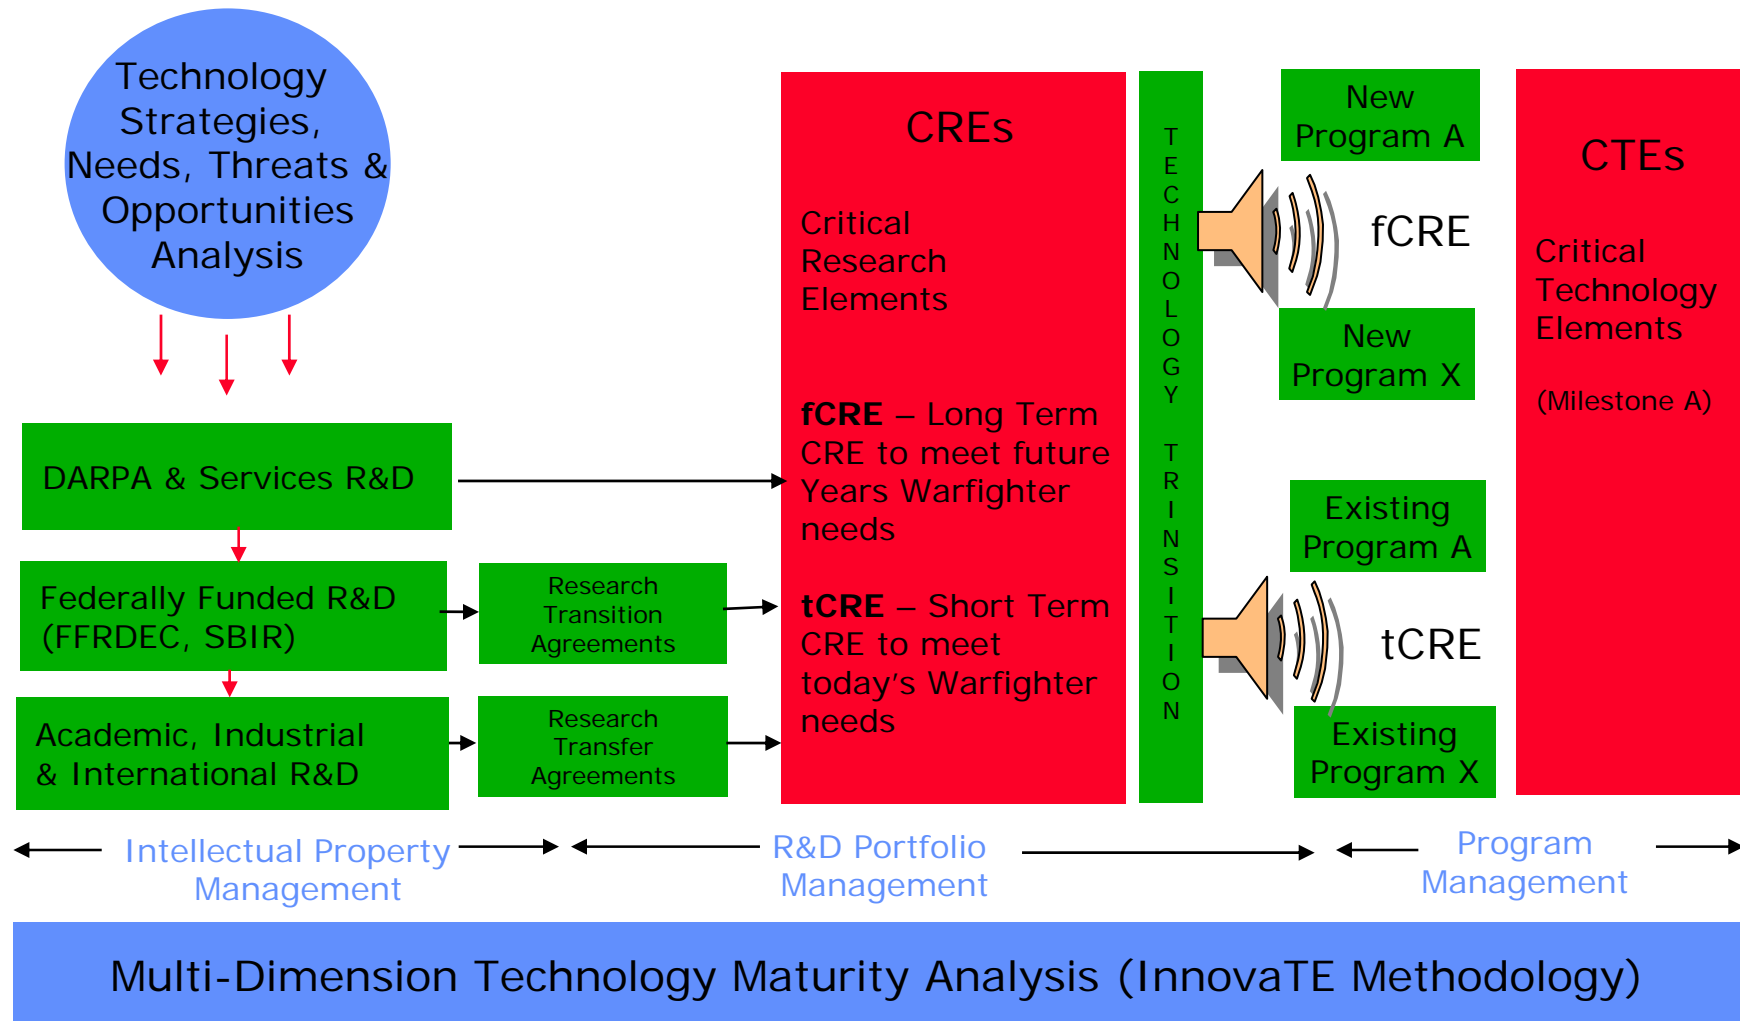 Technology
Strategies,
Needs, Threats &
Opportunities
Analysis
DARPA & Services R&D
Federally Funded R&D
(FFRDEC, SBIR)
Academic, Industrial
& International R&D
Research
Transition
Agreements
Research
Transfer
Agreements
CREs
Critical
Research
Elements
fCRE – Long Term
CRE to meet future
Years Warfighter
needs
tCRE – Short Term
CRE to meet
today's Warfighter
needs
TECHNOLOGY TRINSITION
New
Program A
fCRE
New
Program X
Existing
Program A
tCRE
Existing
Program X
CTEs
Critical
Technology
Elements
(Milestone A)
Intellectual Property
Management
R&D Portfolio
Management
Program
Management
Multi-Dimension Technology Maturity Analysis (InnovaTE Methodology)